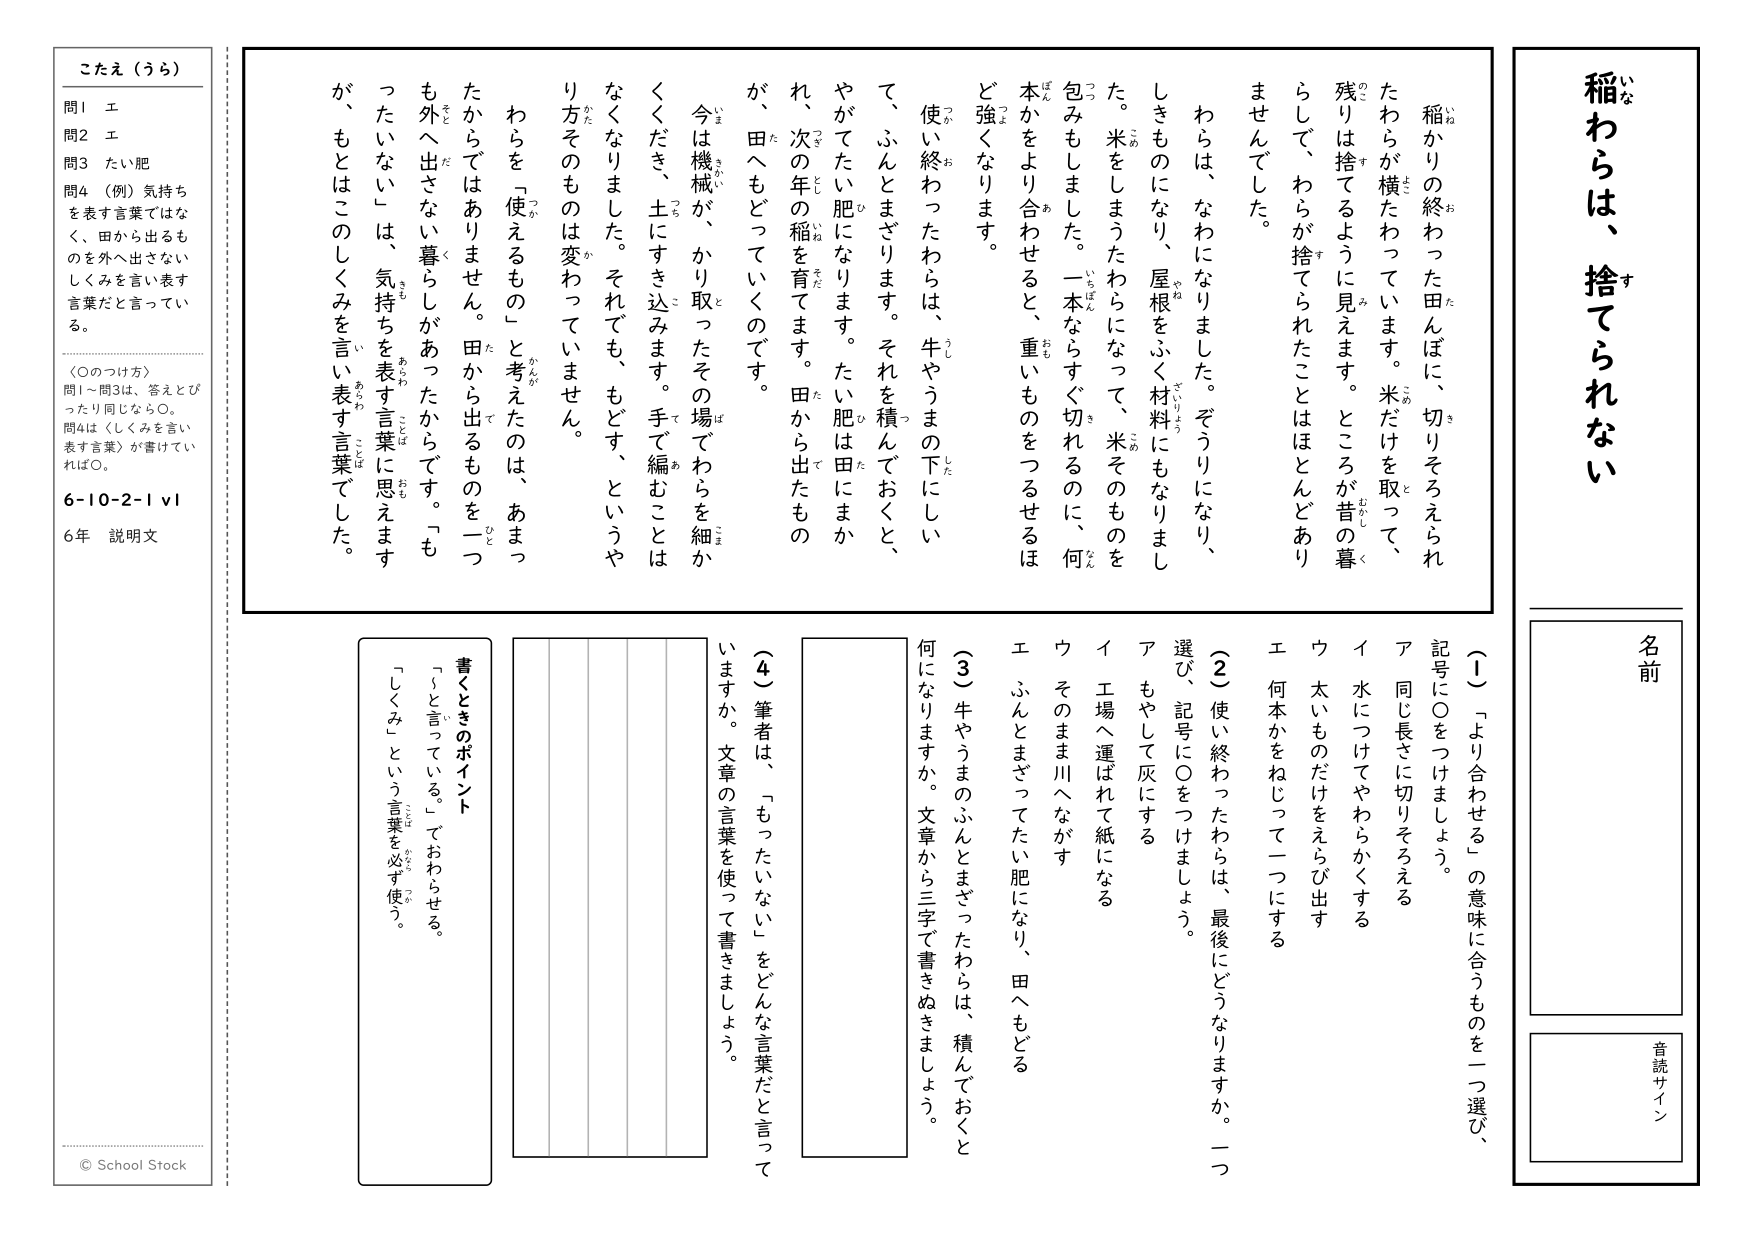 稲わらは、捨てられない
名前
音読サイン
稲かりの終わった田んぼに、切りそろえられ
たわらが横たわっています。米だけを取って、
残りは捨てるように見えます。ところが昔の暮
らしで、わらが捨てられたことはほとんどあり
ませんでした。
わらは、なわになりました。ぞうりになり、
しきものになり、屋根をふく材料にもなりまし
た。米をしまうたわらになって、米そのものを
包みもしました。一本ならすぐ切れるのに、何
本かをより合わせると、重いものをつるせるほ
ど強くなります。
使い終わったわらは、牛やうまの下にしい
て、ふんとまざります。それを積んでおくと、
やがてたい肥になります。たい肥は田にまか
れ、次の年の稲を育てます。田から出たもの
が、田へもどっていくのです。
今は機械が、かり取ったその場でわらを細か
くくだき、土にすき込みます。手で編むことは
なくなりました。それでも、もどす、というや
り方そのものは変わっていません。
わらを「使えるもの」と考えたのは、あまっ
たからではありません。田から出るものを一つ
も外へ出さない暮らしがあったからです。「も
ったいない」は、気持ちを表す言葉に思えます
が、もとはこのしくみを言い表す言葉でした。
(1)「より合わせる」の意味に合うものを一つ選び、
記号に○をつけましょう。
ア 同じ長さに切りそろえる
イ 水につけてやわらかくする
ウ 太いものだけをえらび出す
エ 何本かをねじって一つにする
(2)使い終わったわらは、最後にどうなりますか。一つ
選び、記号に○をつけましょう。
ア もやして灰にする
イ 工場へ運ばれて紙になる
ウ そのまま川へながす
エ ふんとまざってたい肥になり、田へもどる
(3)牛やうまのふんとまざったわらは、積んでおくと
何になりますか。文章から三字で書きぬきましょう。
(4)筆者は、「もったいない」をどんな言葉だと言って
いますか。文章の言葉を使って書きましょう。
書くときのポイント
「～と言っている。」でおわらせる。
「しくみ」という言葉を必ず使う。
こたえ(うら)
問1 エ
問2 エ
問3 たい肥
問4 (例)気持ち
を表す言葉ではな
く、田から出るも
のを外へ出さない
しくみを言い表す
言葉だと言ってい
る。
〈○のつけ方〉
問1～問3は、答えとぴ
ったり同じなら○。
問4は〈しくみを言い
表す言葉〉が書けてい
れば○。
6-10-2-1 v1
6年 説明文
© School Stock